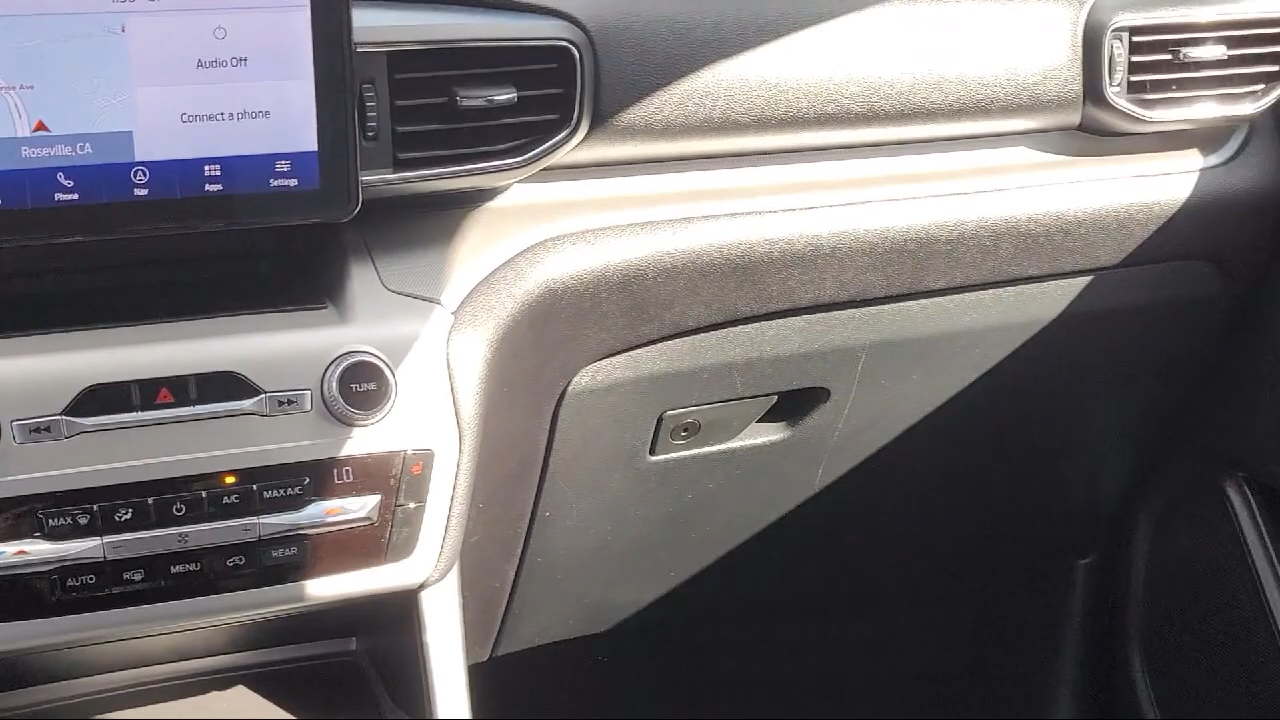 Audio Off
Connect a phone
Roseville, CA
Phone
Nav
Apps
Settings
TUNE
LO
MAX
A/C
MAX A/C
AUTO
R
MENU
REAR